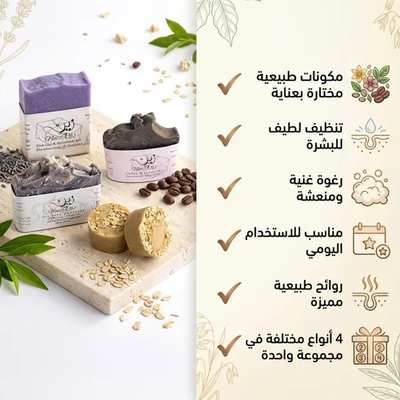 مكونات طبيعية
مختارة بعناية
تنظيف لطيف
للبشرة
رغوة غنية
ومنعشة
مناسب للاستخدام
اليومي
روائح طبيعية
مميزة
4 أنواع مختلفة في
مجموعة واحدة